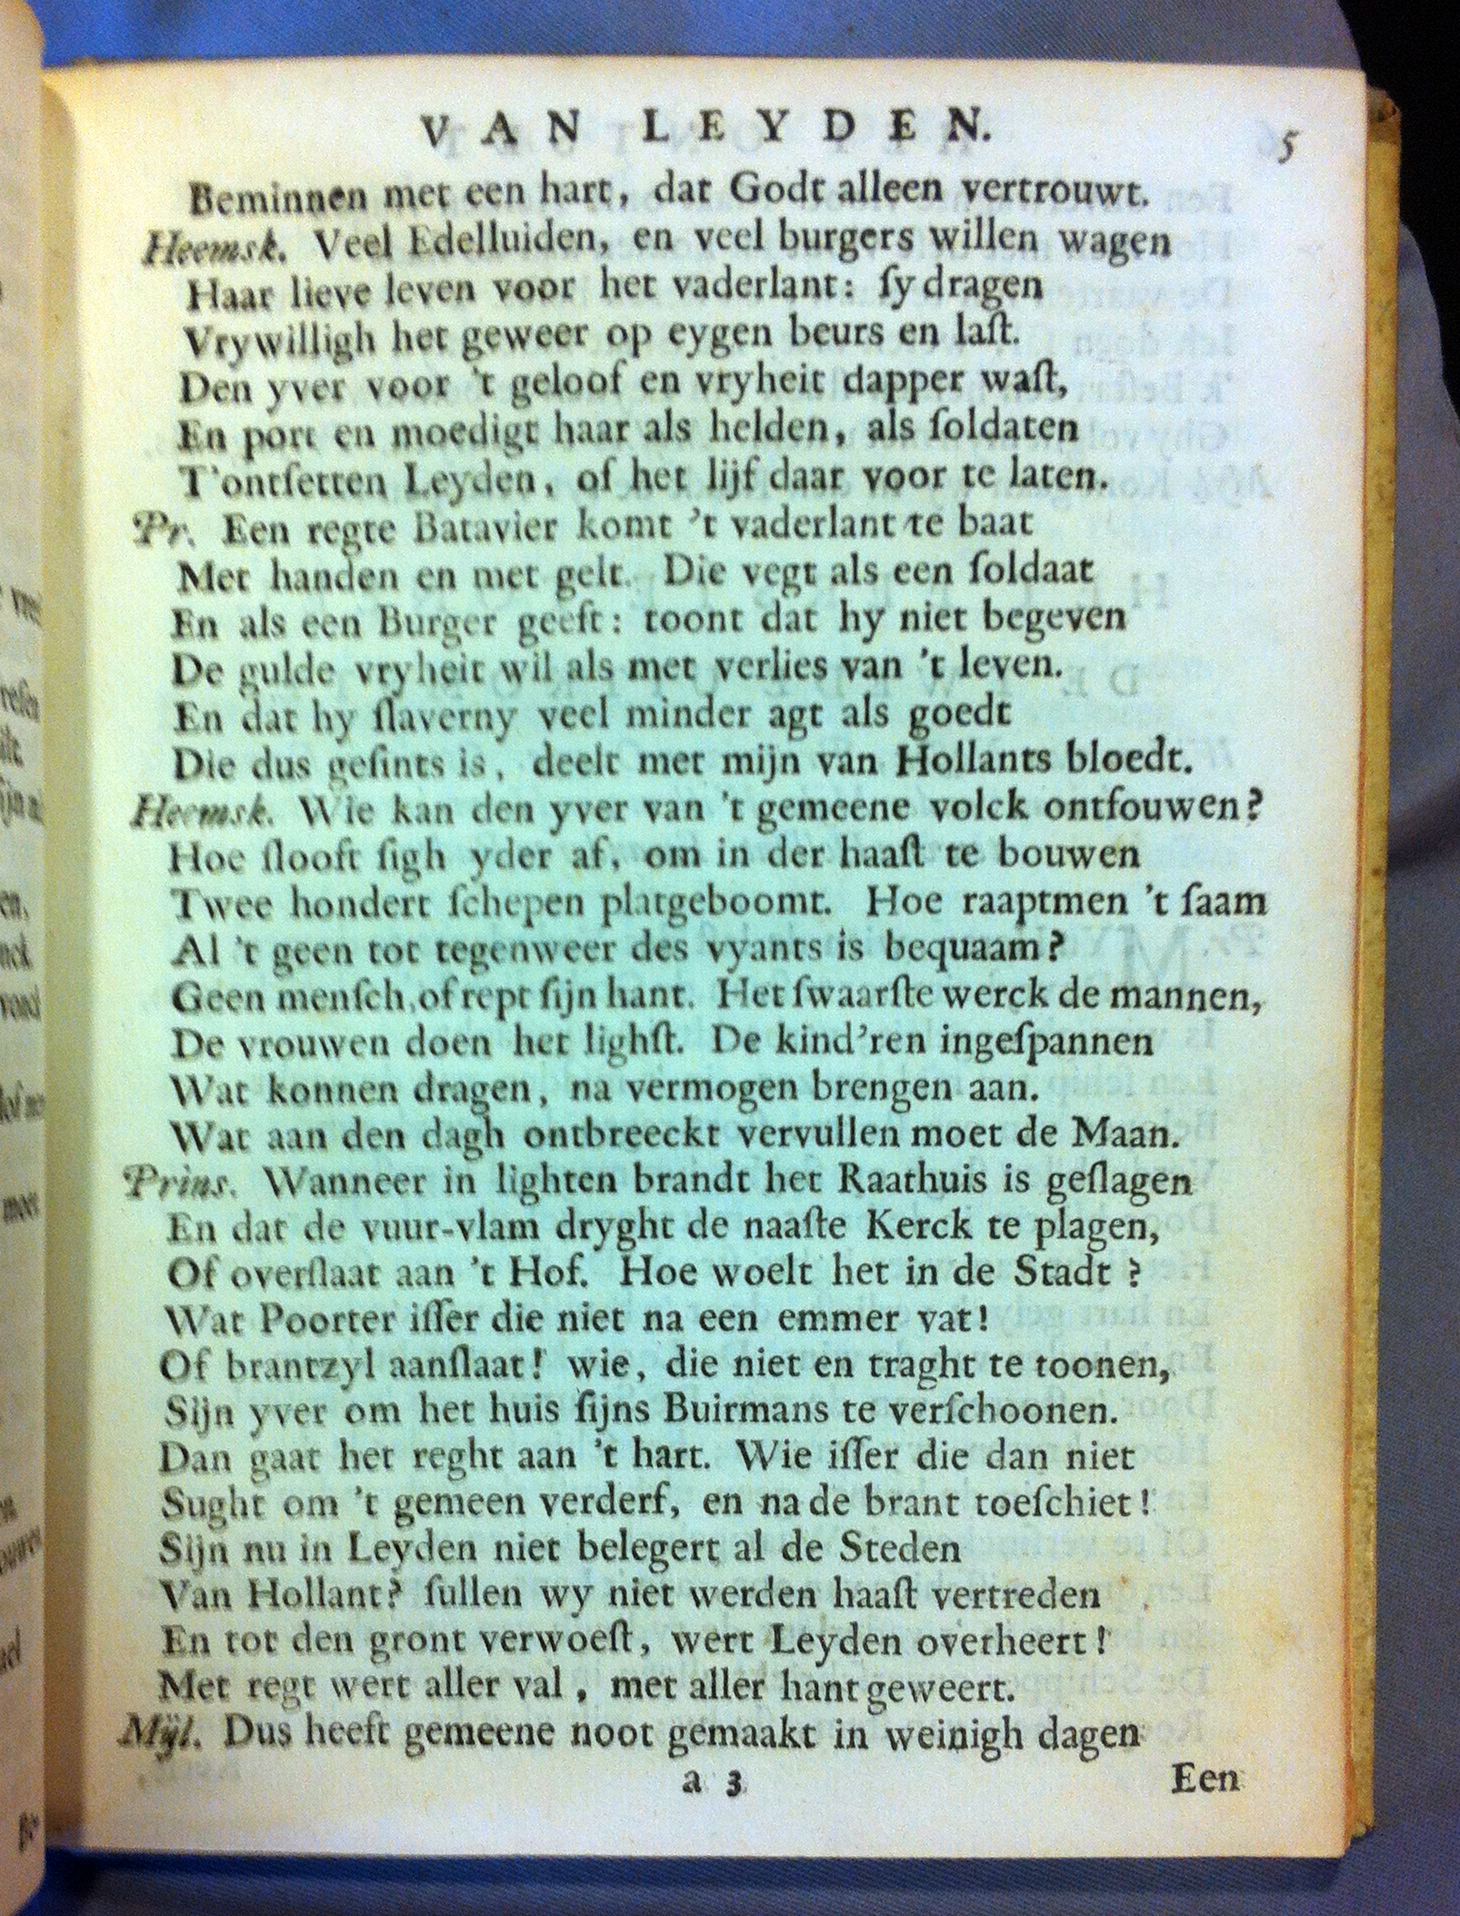 VAN LEYDEN. 5
Beminnen met een hart, dat Godt alleen vertrouwt.
Heemsk. Veel Edelluiden, en veel burgers willen wagen
Haar lieve leven voor het vaderlant: ſy dragen
Vrywilligh het geweer op eygen beurs en laſt.
Den yver voor 't geloof en vryheit dapper waſt,
En port en moedigt haar als helden, als ſoldaten
T'ontſetten Leyden, of het lijf daar voor te laten.
Pr. Een regte Batavier komt 't vaderlant te baat
Met handen en met gelt. Die vegt als een ſoldaat
En als een Burger geeft: toont dat hy niet begeven
De gulde vryheit wil als met verlies van 't leven.
En dat hy ſlaverny veel minder agt als goedt
Die dus geſints is, deelt met mijn van Hollants bloedt.
Heemsk. Wie kan den yver van 't gemeene volck ontfouwen?
Hoe ſlooft ſigh yder af, om in der haaſt te bouwen
Twee hondert ſchepen platgeboomt. Hoe raaptmen 't ſaam
Al 't geen tot tegenweer des vyants is bequaam?
Geen menſch, of rept ſijn hant. Het ſwaarſte werck de mannen,
De vrouwen doen het lighſt. De kind'ren ingeſpannen
Wat konnen dragen, na vermogen brengen aan.
Wat aan den dagh ontbreeckt vervullen moet de Maan.
Prins. Wanneer in lighten brandt het Raathuis is geſlagen
En dat de vuur-vlam dryght de naaſte Kerck te plagen,
Of overſlaat aan 't Hof. Hoe woelt het in de Stadt?
Wat Poorter iſſer die niet na een emmer vat!
Of brantzyl aanſlaat! wie, die niet en traght te toonen,
Sijn yver om het huis ſijns Buirmans te verſchoonen.
Dan gaat het reght aan 't hart. Wie iſſer die dan niet
Sught om 't gemeen verderf, en na de brant toeſchiet!
Sijn nu in Leyden niet belegert al de Steden
Van Hollant? ſullen wy niet werden haaſt vertreden
En tot den gront verwoeſt, wert Leyden overheert!
Met regt wert aller val, met aller hant geweert.
Mijl. Dus heeft gemeene noot gemaakt in weinigh dagen
a 3 Een